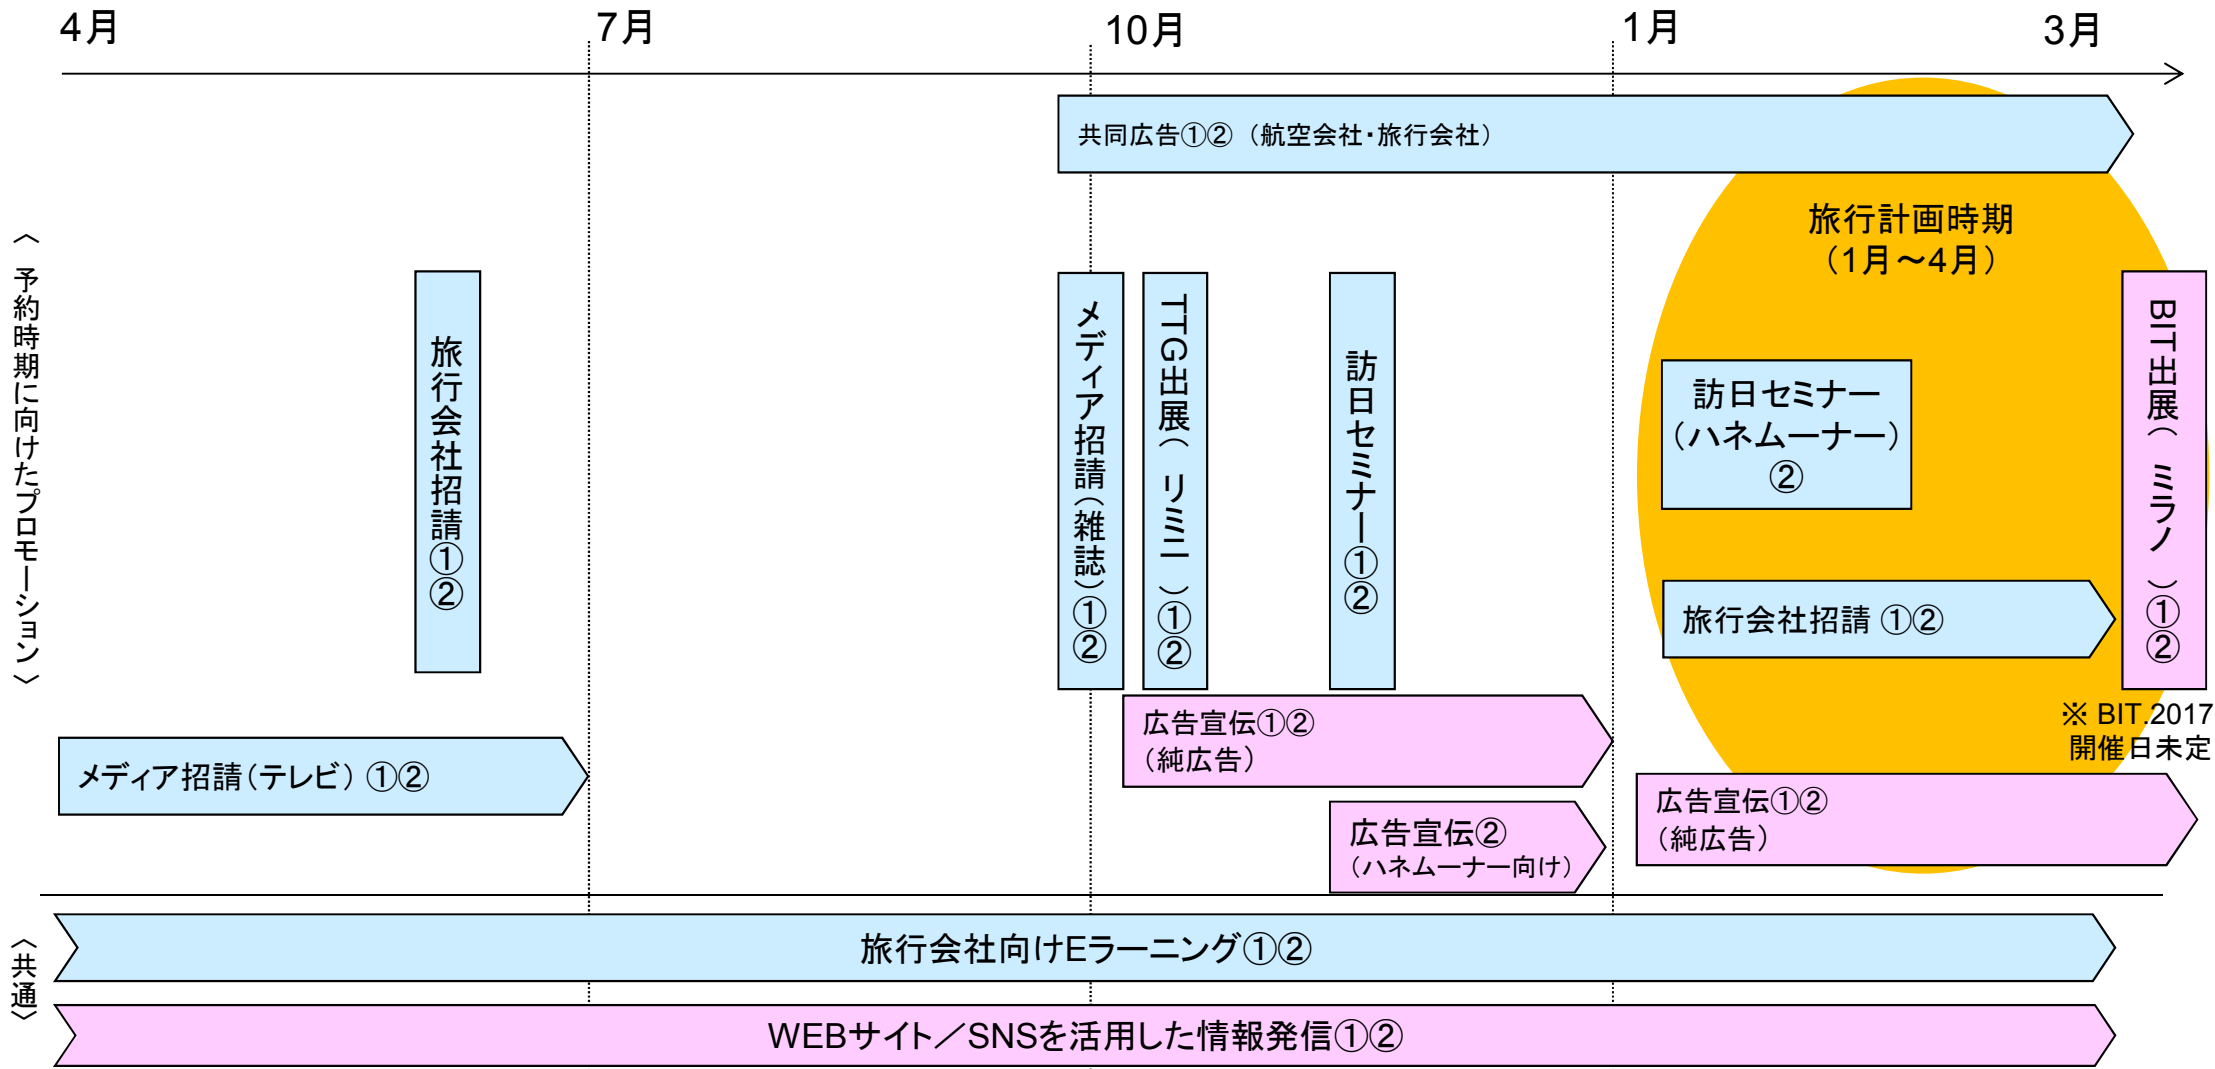 4月
7月
10月
1月
3月
共同広告①②（航空会社・旅行会社）
旅行計画時期
（1月～4月）
〈 予約時期に向けたプロモーション〉
旅行会社招請①②
メディア招請（雑誌）①②
TTG出展（ リミニ ）①②
訪日セミナー①②
訪日セミナー
（ハネムーナー）
②
BIT出展（ ミラノ ）①②
旅行会社招請 ①②
※ BIT.2017
開催日未定
広告宣伝①②
（純広告）
メディア招請（テレビ） ①②
広告宣伝②
（ハネムーナー向け）
広告宣伝①②
（純広告）
〈共通〉
旅行会社向けEラーニング①②
WEBサイト／SNSを活用した情報発信①②